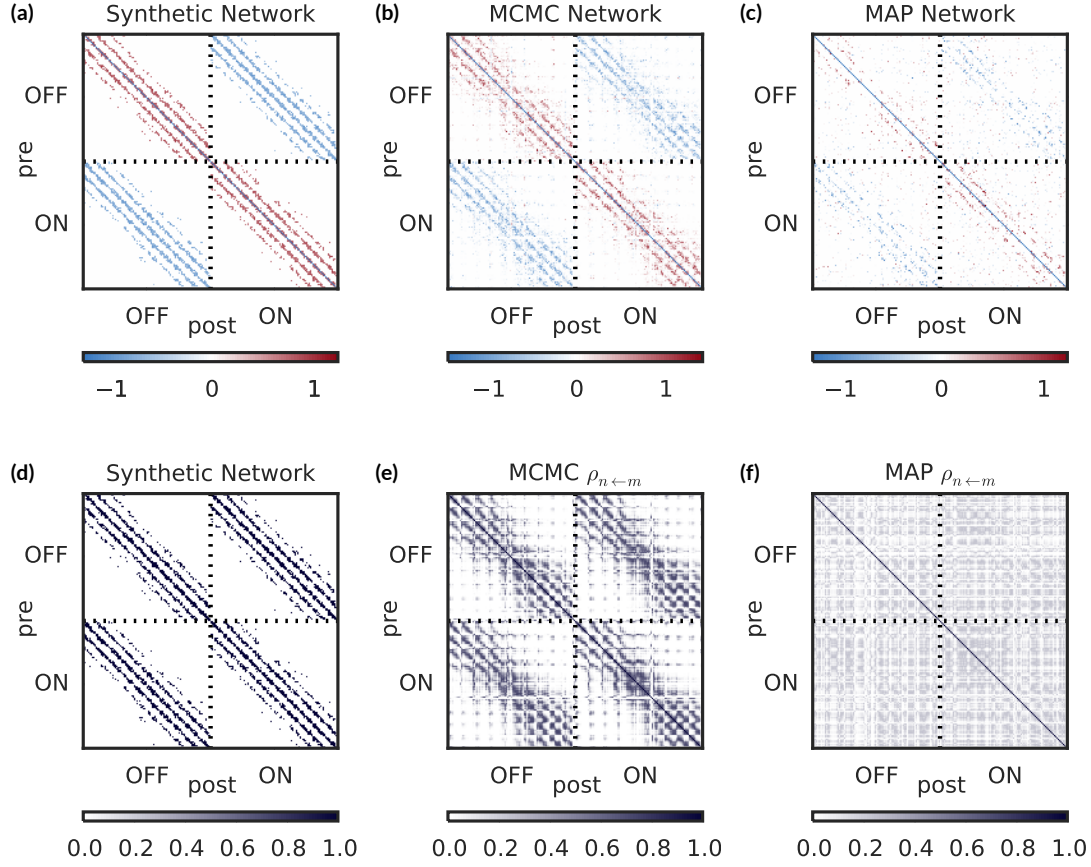 (a) Synthetic Network
(b) MCMC Network
(c) MAP Network
OFF
pre
ON
OFF post ON
−1 0 1
OFF
pre
ON
OFF post ON
−1 0 1
OFF
pre
ON
OFF post ON
−1 0 1
(d) Synthetic Network
(e) MCMC ρn←m
(f) MAP ρn←m
OFF
pre
ON
OFF post ON
0.0 0.2 0.4 0.6 0.8 1.0
OFF
pre
ON
OFF post ON
0.0 0.2 0.4 0.6 0.8 1.0
OFF
pre
ON
OFF post ON
0.0 0.2 0.4 0.6 0.8 1.0